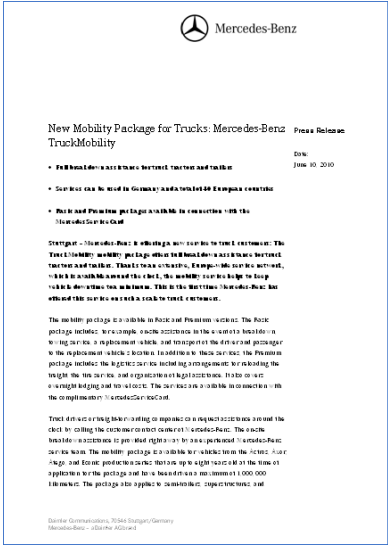 Mercedes-Benz
New Mobility Package for Trucks: Mercedes-Benz
TruckMobility
Press Release
Date:
June 10, 2010
Full breakdown assistance for truck tractors and trailers
Services can be used in Germany and a total of European countries
Basic and Premium packages available in connection with the
MercedesServiceCard
Stuttgart – Mercedes-Benz is offering a new service to truck customers: The
TruckMobility mobility package offers full breakdown assistance for truck
tractors and trailers. Thanks to an extensive, Europe-wide service network,
which is available around the clock, the mobility service helps to keep
vehicle downtime to a minimum. This is the first time Mercedes-Benz has
offered this service on such a scale to truck customers.
The mobility package is available in Basic and Premium versions. The Basic
package includes, for example, onsite assistance in the event of a breakdown
towing service, a replacement vehicle, and transport of the driver and passenger
to the replacement vehicle's location. In addition to these services, the Premium
package includes the logistics service including arrangements for reloading the
freight, the tire service, and organisation of legal assistance. It also covers
overnight lodging and travel costs. The services are available in connection with
the complimentary MercedesServiceCard.
Truck drivers or freight-forwarding companies can request assistance around the
clock by calling the customer contact center of Mercedes-Benz. The onsite
breakdown assistance is provided right away by an experienced Mercedes-Benz
service team. The mobility package is available for vehicles from the Actros, Axor,
Atego, and Econic production series that are up to eight years old at the time of
application for the package and have been driven a maximum of 1,000,000
kilometers. The package also applies to semi-trailers, superstructures, and
Daimler Communications, 70546 Stuttgart/Germany
Mercedes-Benz – a Daimler AG brand